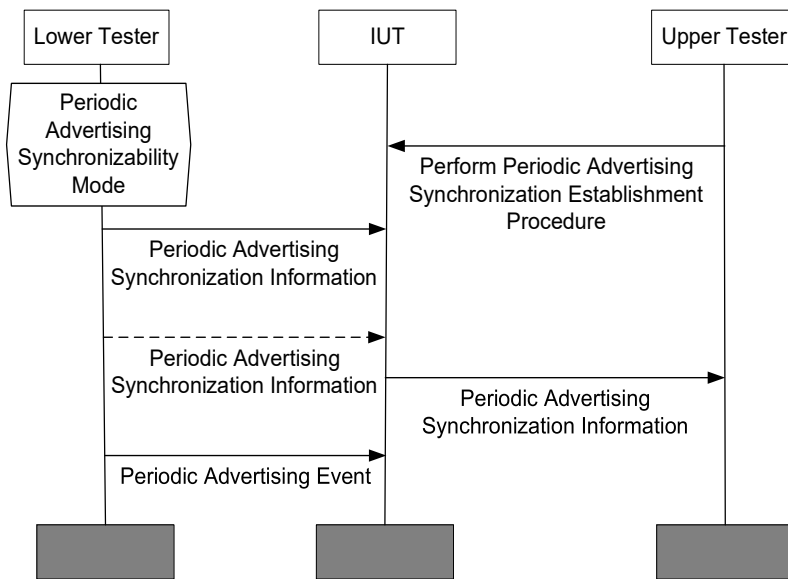 Lower Tester
IUT
Upper Tester
Periodic
Advertising
Synchronizability
Mode
Perform Periodic Advertising
Synchronization Establishment
Procedure
Periodic Advertising
Synchronization Information
Periodic Advertising
Synchronization Information
Periodic Advertising
Synchronization Information
Periodic Advertising Event